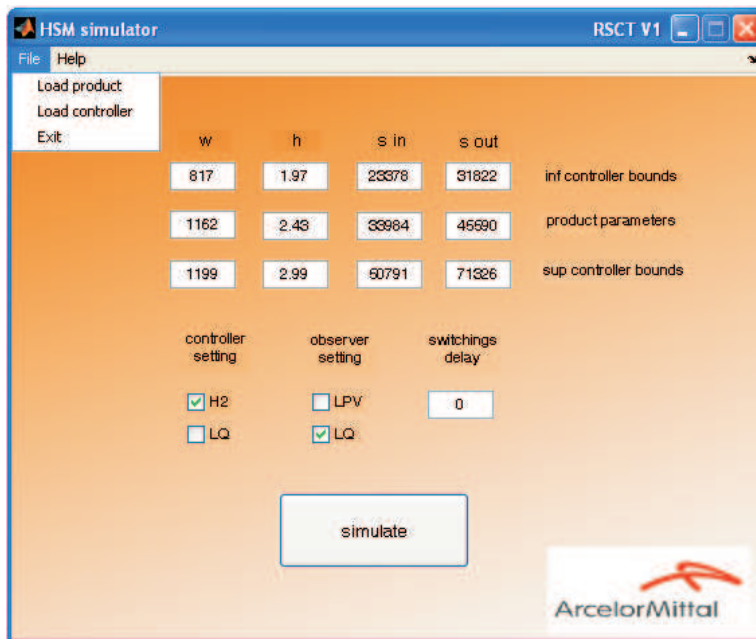 HSM simulator RSCT V1
File Help
Load product
Load controller
Exit
w h s in s out
817 1.97 23378 31822 inf controller bounds
1162 2.43 33984 45590 product parameters
1199 2.99 50791 71326 sup controller bounds
controller setting observer setting switchings delay
H2 LPV 0
LQ LQ
simulate
ArcelorMittal